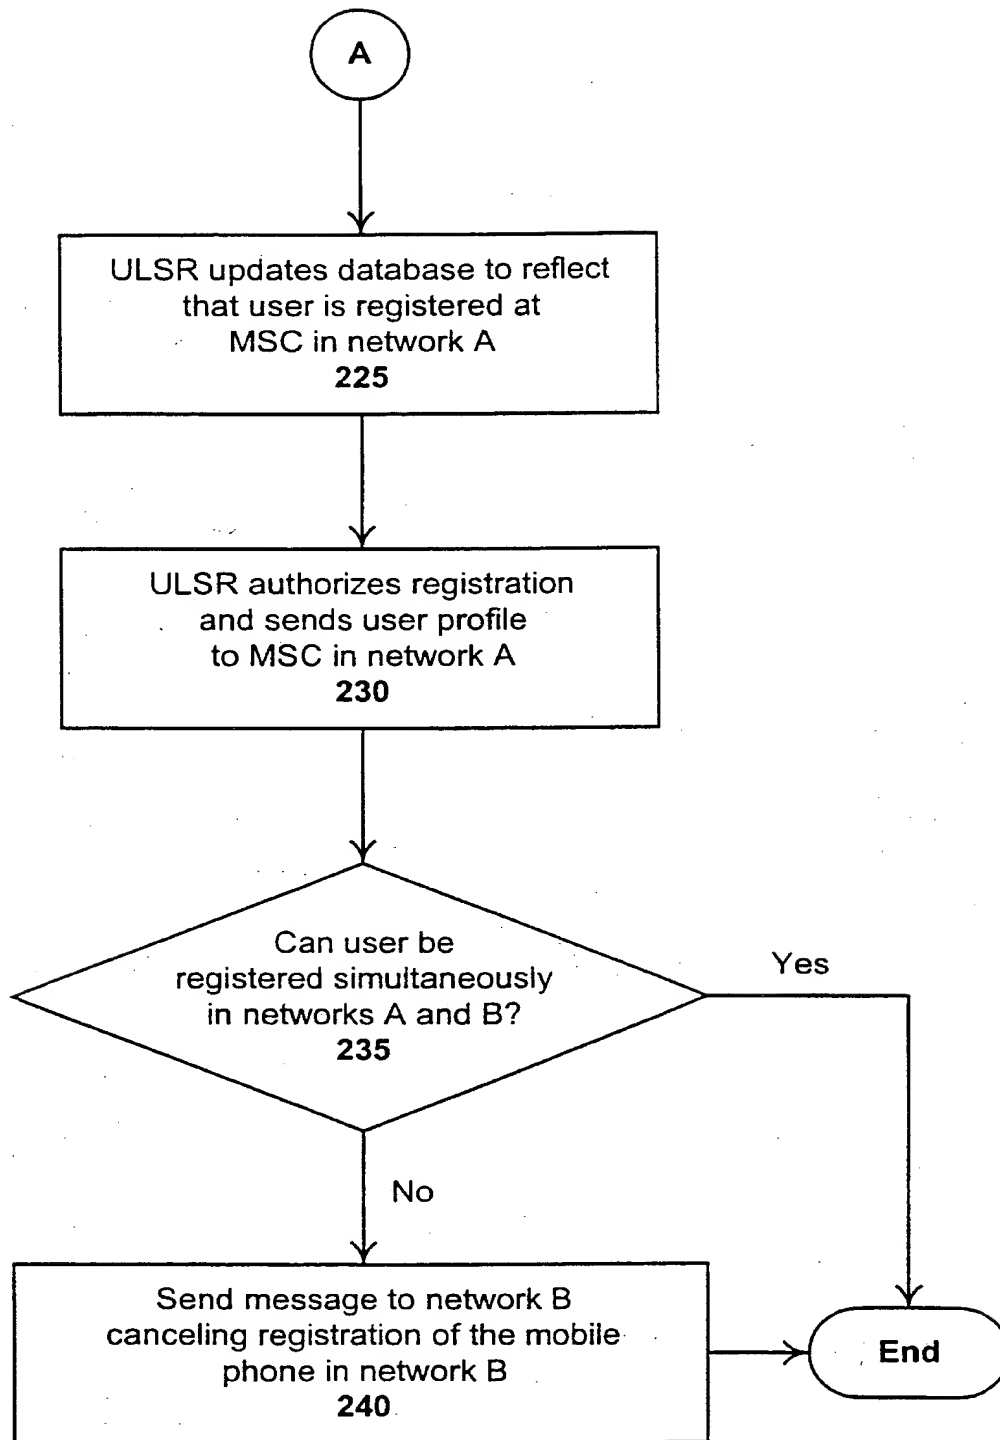 A
ULSR updates database to reflect
that user is registered at
MSC in network A
225
ULSR authorizes registration
and sends user profile
to MSC in network A
230
Can user be
registered simultaneously
in networks A and B?
235
Yes
No
Send message to network B
canceling registration of the mobile
phone in network B
240
End